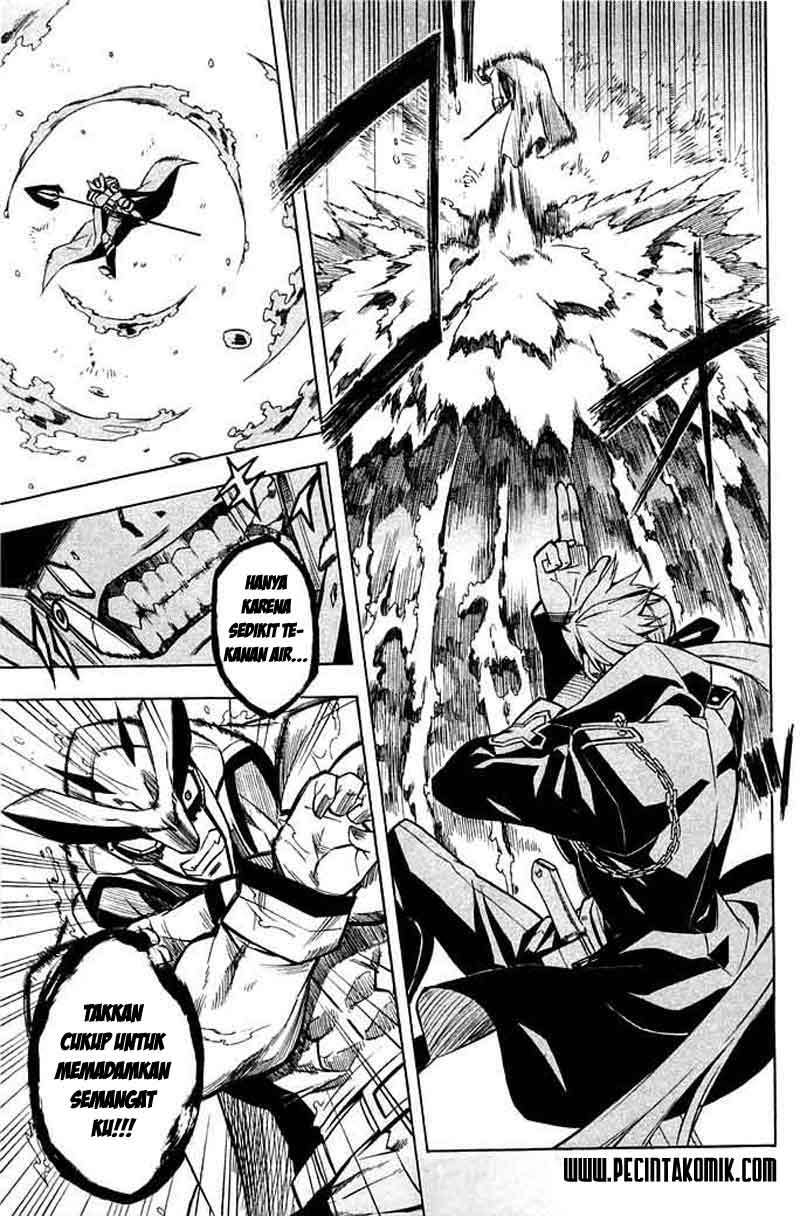 HANYA
KARENA
SEDIKIT TE-
KANAN AIR...
TAKKAN
CUKUP UNTUK
MEMADAMKAN
SEMANGAT
KU!!!
WWW.PECINTAKOMIK.COM